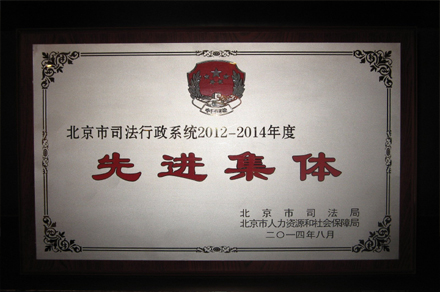 北京市司法行政系统2012-2014年度
先进集体
北京市司法局
北京市人力资源和社会保障局
二〇一四年八月